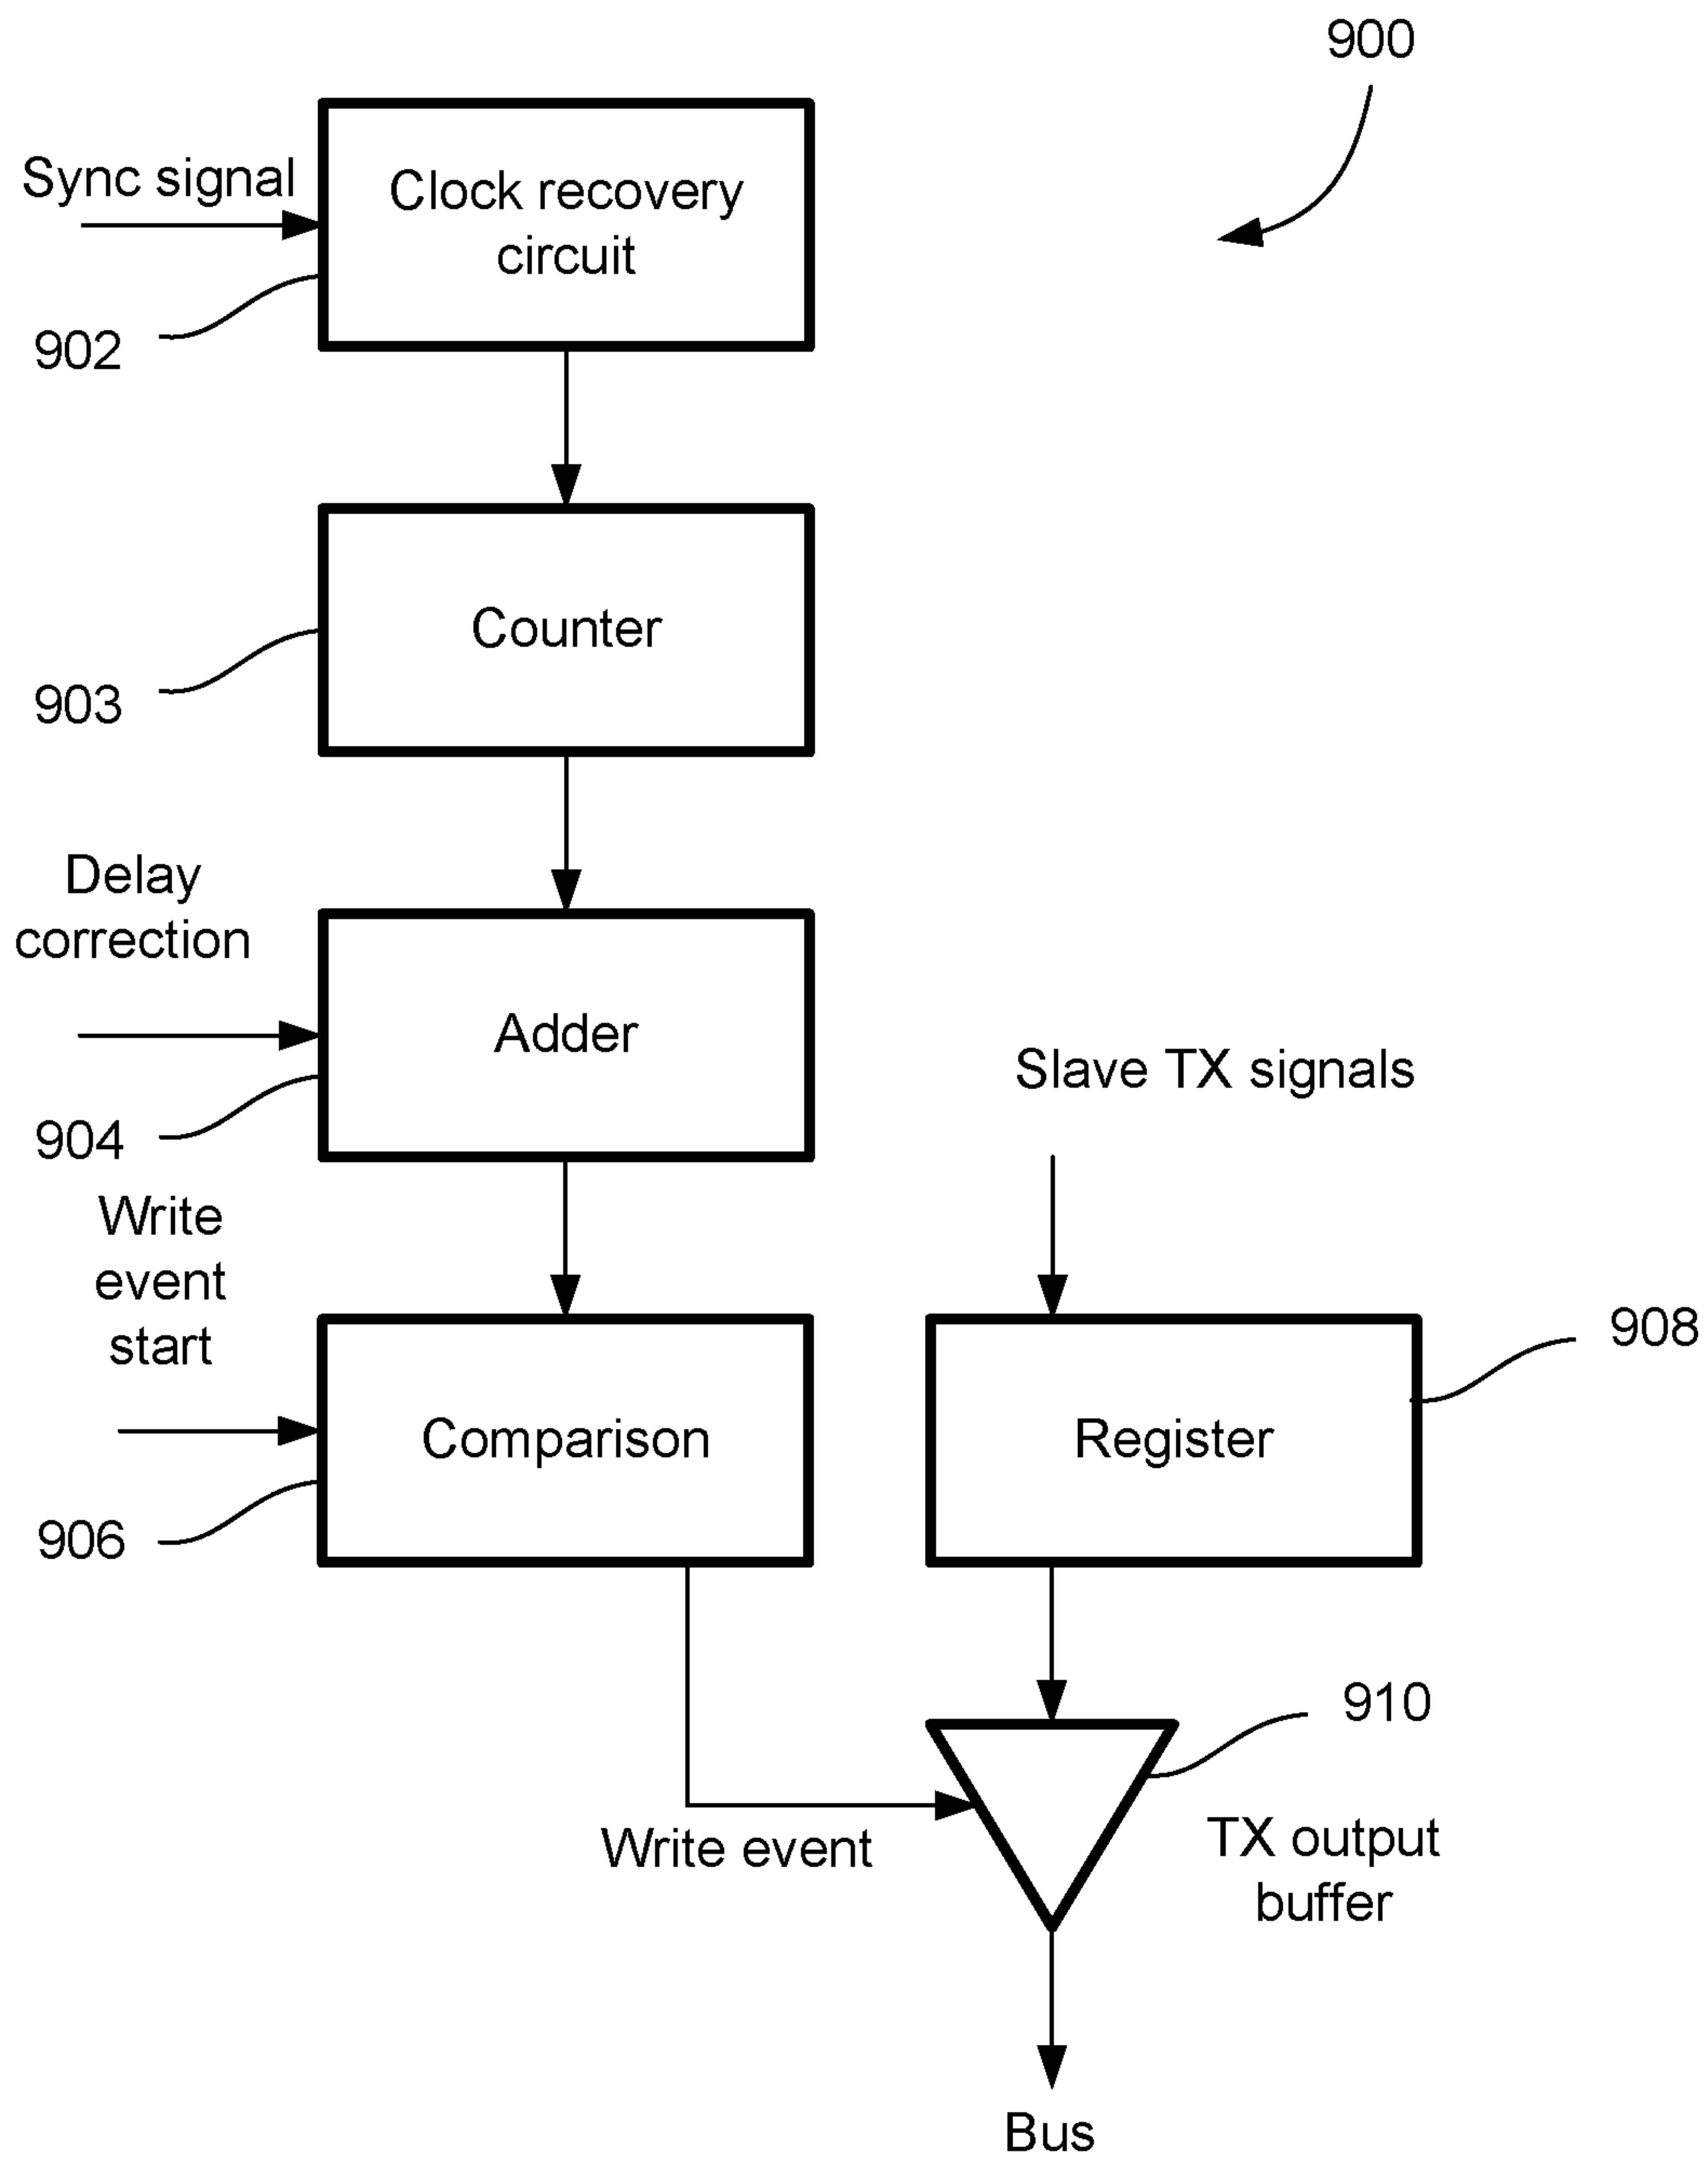 900
Sync signal
Clock recovery
circuit
902
Counter
903
Delay
correction
Adder
904
Slave TX signals
Write
event
start
Comparison
906
Register
908
910
Write event
TX output
buffer
Bus